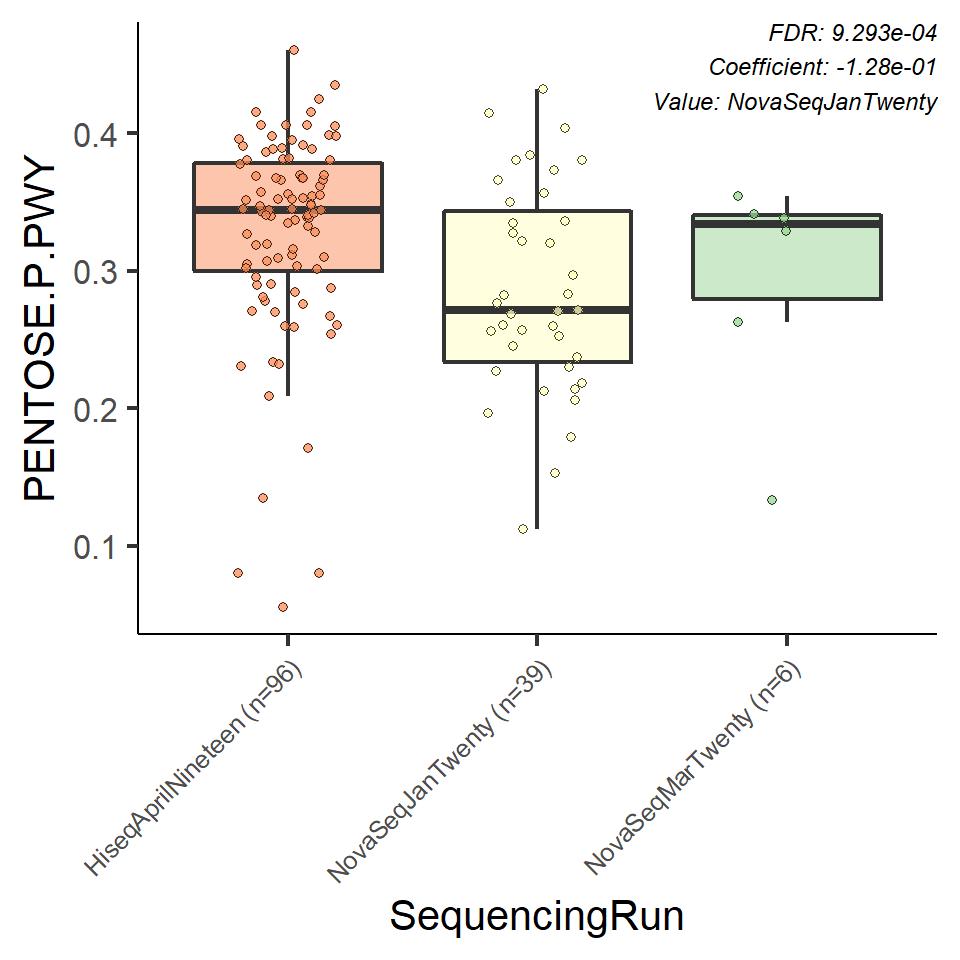 FDR: 9.293e-04
Coefficient: -1.28e-01
Value: NovaSeqJanTwenty
PENTOSE.P.PWY
0.4
0.3
0.2
0.1
HiseqAprilNineteen (n=96)
NovaSeqJanTwenty (n=39)
NovaSeqMarTwenty (n=6)
SequencingRun